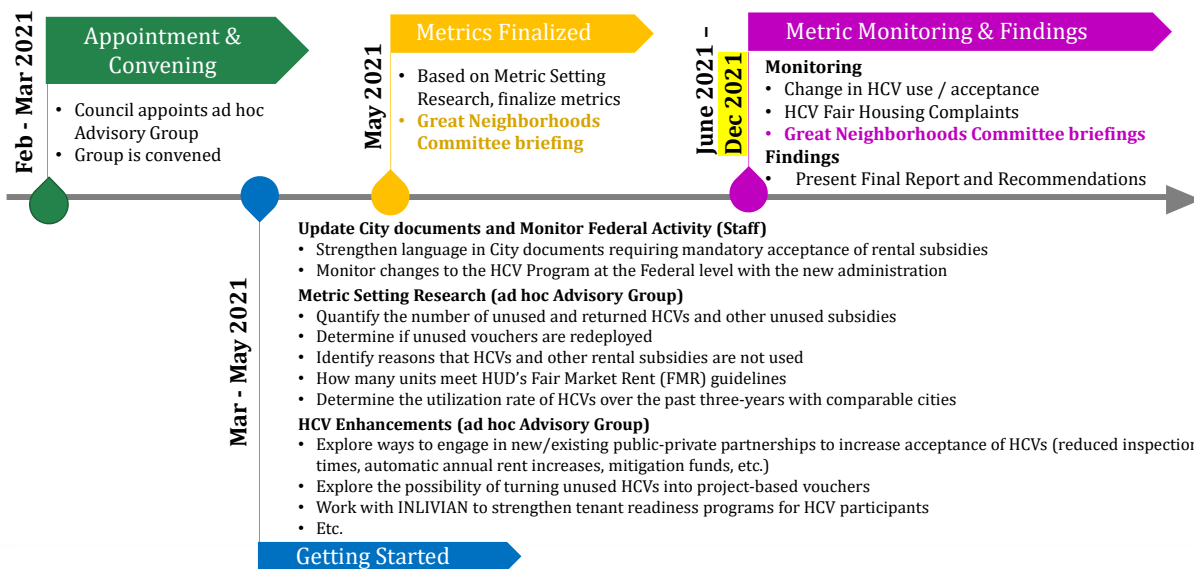 Feb - Mar 2021
Appointment &
Convening
• Council appoints ad hoc
Advisory Group
• Group is convened
May 2021
Metrics Finalized
• Based on Metric Setting
Research, finalize metrics
• Great Neighborhoods
Committee briefing
June 2021 –
Dec 2021
Metric Monitoring & Findings
Monitoring
• Change in HCV use / acceptance
• HCV Fair Housing Complaints
• Great Neighborhoods Committee briefings
Findings
• Present Final Report and Recommendations
Mar - May 2021
Update City documents and Monitor Federal Activity (Staff)
• Strengthen language in City documents requiring mandatory acceptance of rental subsidies
• Monitor changes to the HCV Program at the Federal level with the new administration
Metric Setting Research (ad hoc Advisory Group)
• Quantify the number of unused and returned HCVs and other unused subsidies
• Determine if unused vouchers are redeployed
• Identify reasons that HCVs and other rental subsidies are not used
• How many units meet HUD's Fair Market Rent (FMR) guidelines
• Determine the utilization rate of HCVs over the past three-years with comparable cities
HCV Enhancements (ad hoc Advisory Group)
• Explore ways to engage in new/existing public-private partnerships to increase acceptance of HCVs (reduced inspection
times, automatic annual rent increases, mitigation funds, etc.)
• Explore the possibility of turning unused HCVs into project-based vouchers
• Work with INLIVIAN to strengthen tenant readiness programs for HCV participants
• Etc.
Getting Started